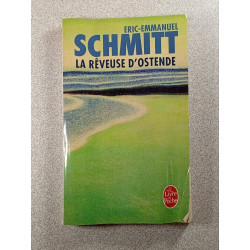 ERIC-EMMANUEL
SCHMITT
LA RÊVEUSE D'OSTENDE
Le Livre
de
Poche